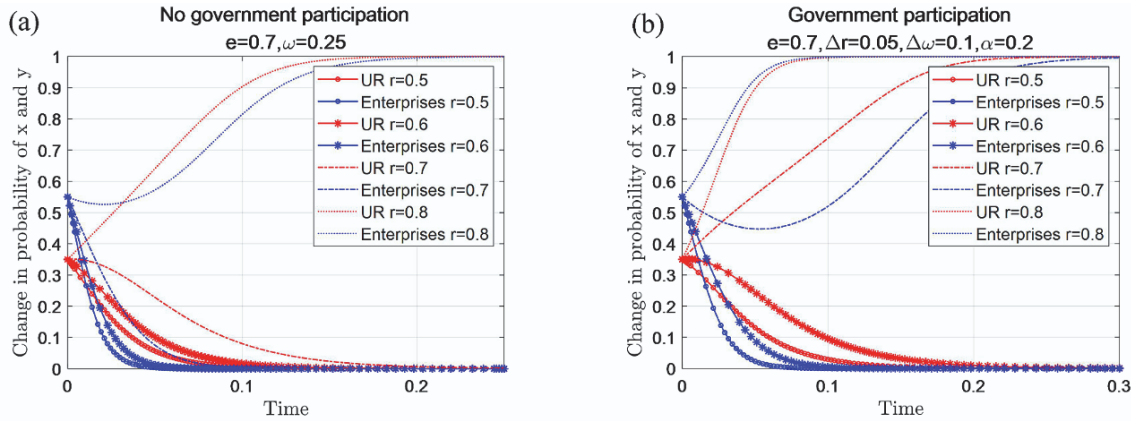 (a)
No government participation
e=0.7,ω=0.25
Change in probability of x and y
1
0.9
0.8
0.7
0.6
0.5
0.4
0.3
0.2
0.1
0
UR r=0.5
Enterprises r=0.5
UR r=0.6
Enterprises r=0.6
UR r=0.7
Enterprises r=0.7
UR r=0.8
Enterprises r=0.8
0 0.1 0.2
Time
(b)
Government participation
e=0.7,Δr=0.05,Δω=0.1,α=0.2
Change in probability of x and y
1
0.9
0.8
0.7
0.6
0.5
0.4
0.3
0.2
0.1
0
UR r=0.5
Enterprises r=0.5
UR r=0.6
Enterprises r=0.6
UR r=0.7
Enterprises r=0.7
UR r=0.8
Enterprises r=0.8
0 0.1 0.2 0.3
Time